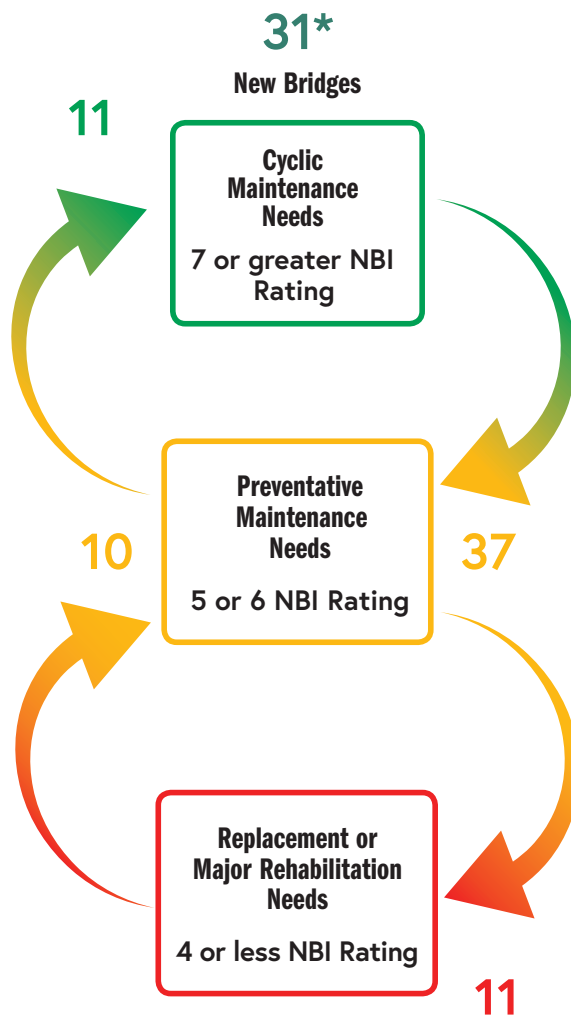 31*
New Bridges
11
Cyclic
Maintenance
Needs
7 or greater NBI
Rating
Preventative
Maintenance
Needs
5 or 6 NBI Rating
10
37
Replacement or
Major Rehabilitation
Needs
4 or less NBI Rating
11